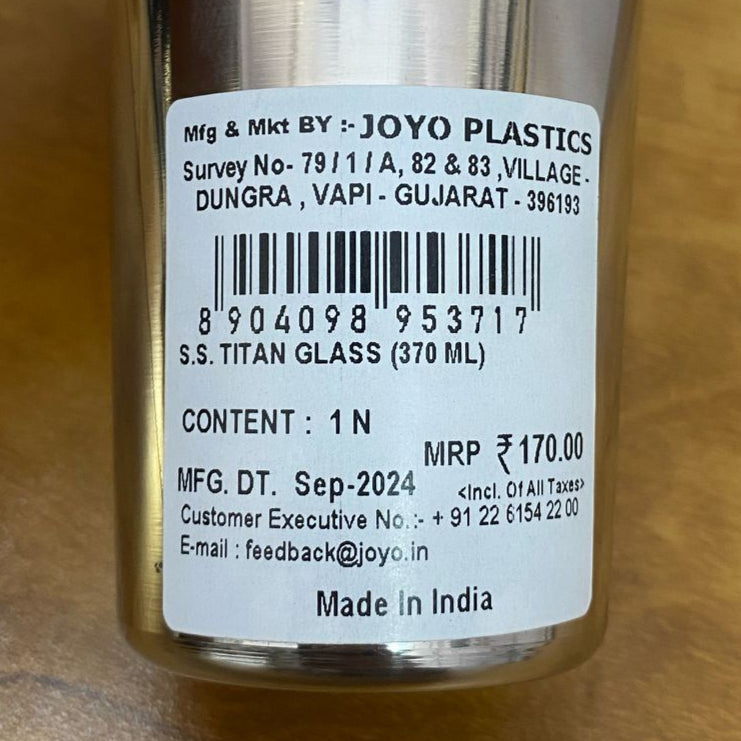 Mfg & Mkt BY :- JOYO PLASTICS
Survey No- 79 / 1 / A, 82 & 83 ,VILLAGE -
DUNGRA , VAPI - GUJARAT - 396193
8 904098 953717
S.S. TITAN GLASS (370 ML)
CONTENT : 1 N
MRP ₹ 170.00
MFG. DT. Sep-2024 <Incl. Of All Taxes>
Customer Executive No.:- + 91 22 6154 22 00
E-mail : feedback@joyo.in
Made In India